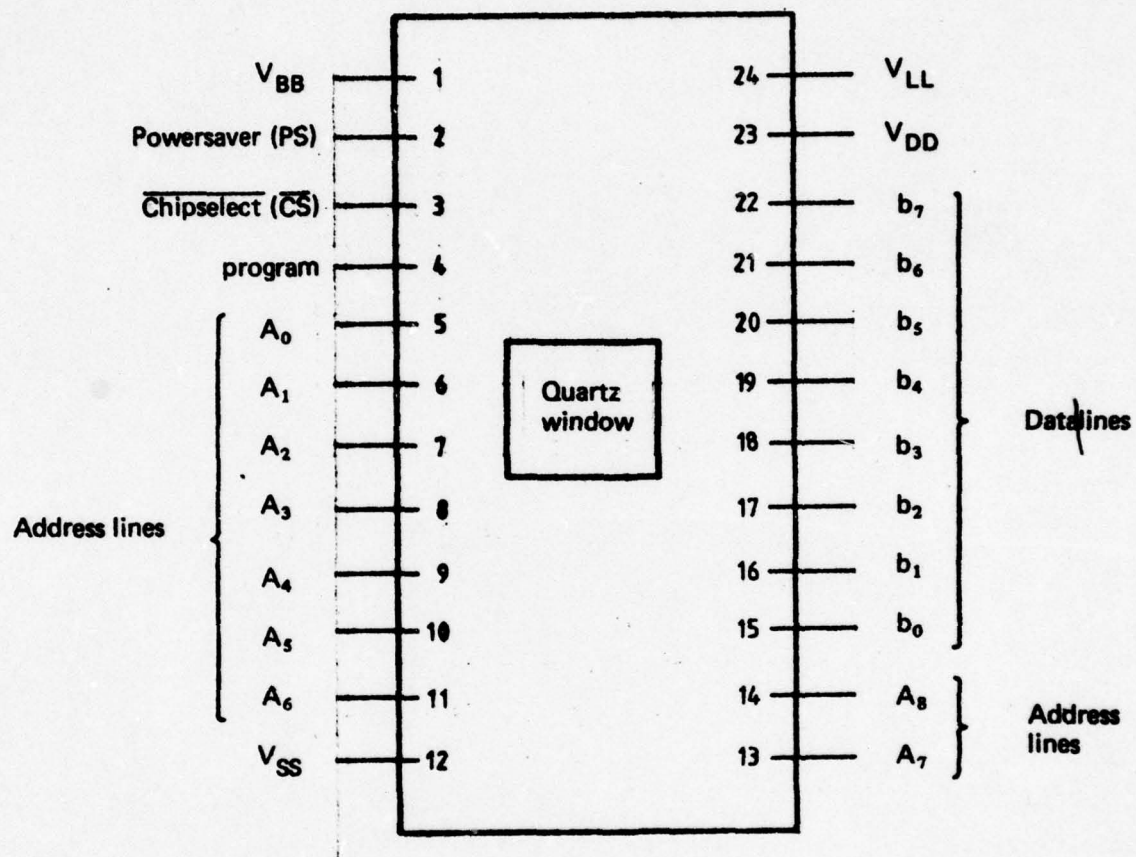 V_BB 1
Powersaver (PS) 2
C̅h̅i̅p̅s̅e̅l̅e̅c̅t̅ (C̅S̅) 3
program 4
A₀ 5
A₁ 6
A₂ 7
A₃ 8
A₄ 9
A₅ 10
A₆ 11
Address lines
V_SS 12
Quartz
window
24 V_LL
23 V_DD
22 b₇
21 b₆
20 b₅
19 b₄
18 b₃
17 b₂
16 b₁
15 b₀
Datalines
14 A₈
13 A₇
Address
lines